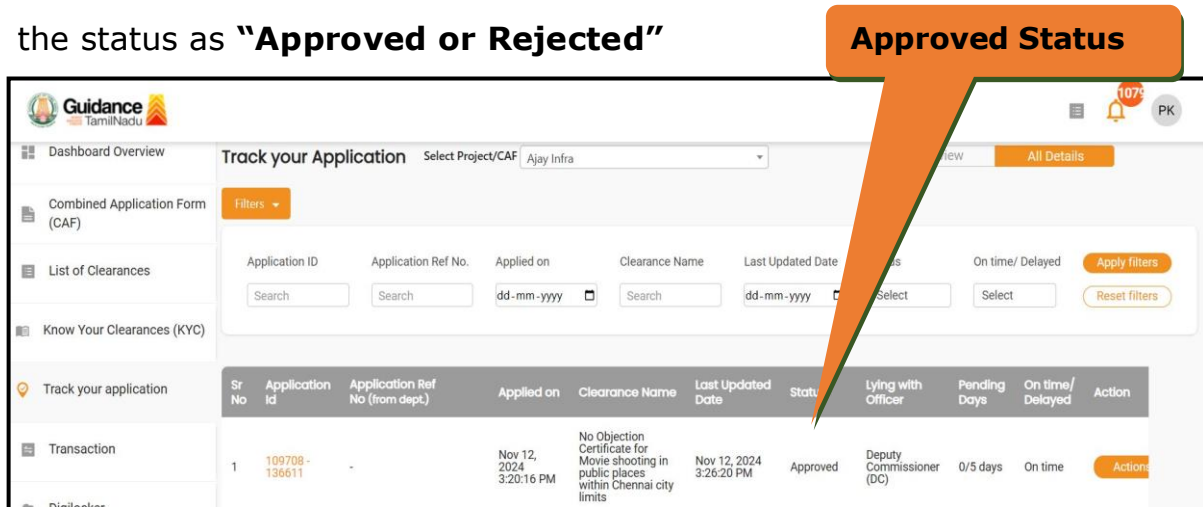 the status as “Approved or Rejected”
Approved Status
Guidance
TamilNadu
1079
PK
Dashboard Overview
Track your Application
Select Project/CAF
Ajay Infra
All Details
Combined Application Form
(CAF)
Filters
List of Clearances
Application ID
Application Ref No.
Applied on
Clearance Name
Last Updated Date
On time/ Delayed
Apply filters
Search
Search
dd-mm-yyyy
Search
dd-mm-yyyy
Select
Select
Reset filters
Know Your Clearances (KYC)
Track your application
Sr
No
Application
Id
Application Ref
No (from dept.)
Applied on
Clearance Name
Last Updated
Date
Lying with
Officer
Pending
Days
On time/
Delayed
Action
Transaction
1
109708 -
136611
-
Nov 12,
2024
3:20:16 PM
No Objection
Certificate for
Movie shooting in
public places
within Chennai city
limits
Nov 12, 2024
3:26:20 PM
Approved
Deputy
Commissioner
(DC)
0/5 days
On time
Actions